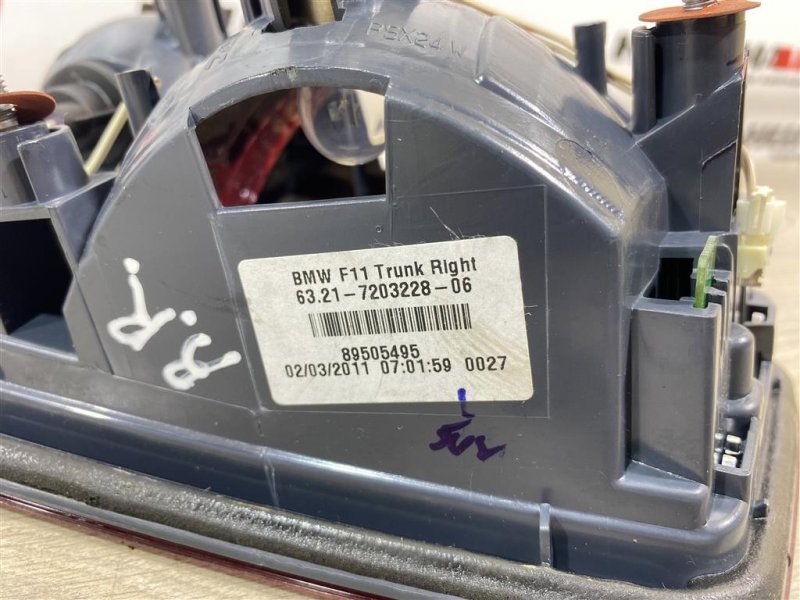 PSX24W
BMW F11 Trunk Right
63.21-7203228-06
89505495
02/03/2011 07:01:59 0027